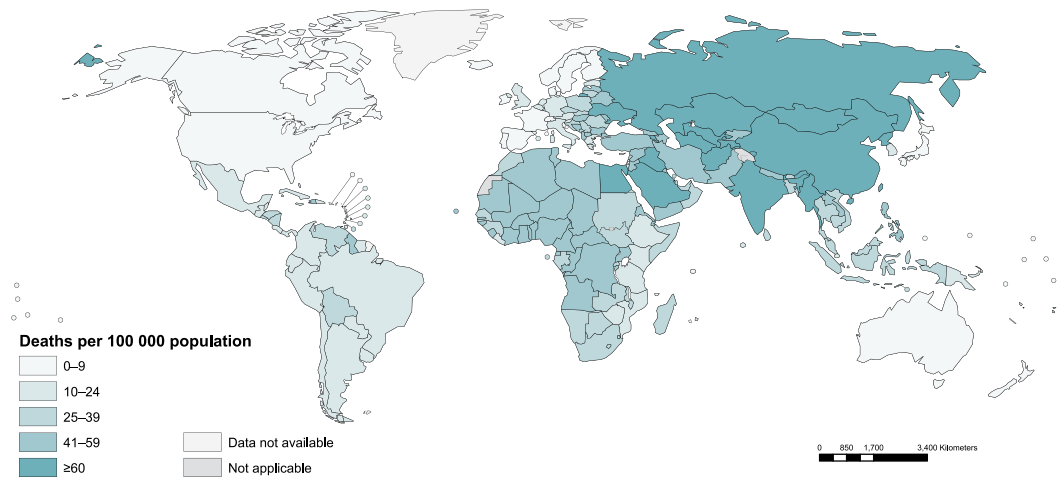 Deaths per 100 000 population
0–9
10–24
25–39
41–59
≥60
Data not available
Not applicable
0 850 1,700 3,400 Kilometers